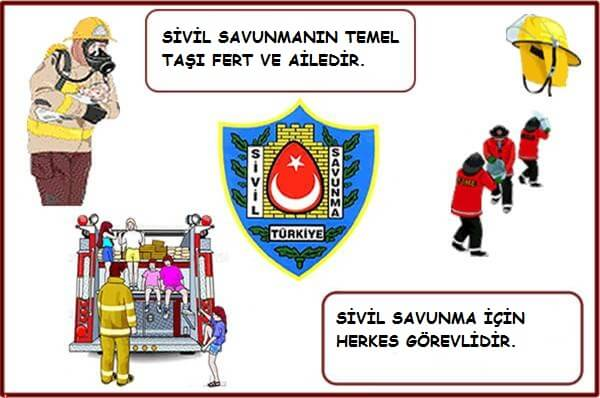 SİVİL SAVUNMANIN TEMEL
TAŞI FERT VE AİLEDİR.
SİVİL
SAVUNMA
TÜRKİYE
SİVİL SAVUNMA İÇİN
HERKES GÖREVLİDİR.